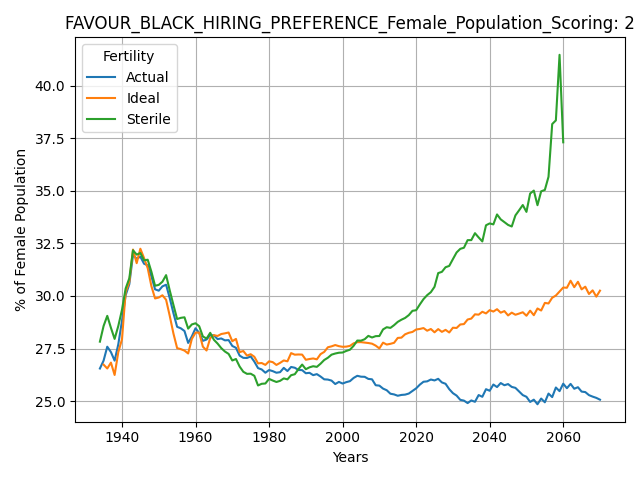 FAVOUR_BLACK_HIRING_PREFERENCE_Female_Population_Scoring: 2
Fertility
Actual
Ideal
Sterile
% of Female Population
40.0
37.5
35.0
32.5
30.0
27.5
25.0
1940 1960 1980 2000 2020 2040 2060
Years